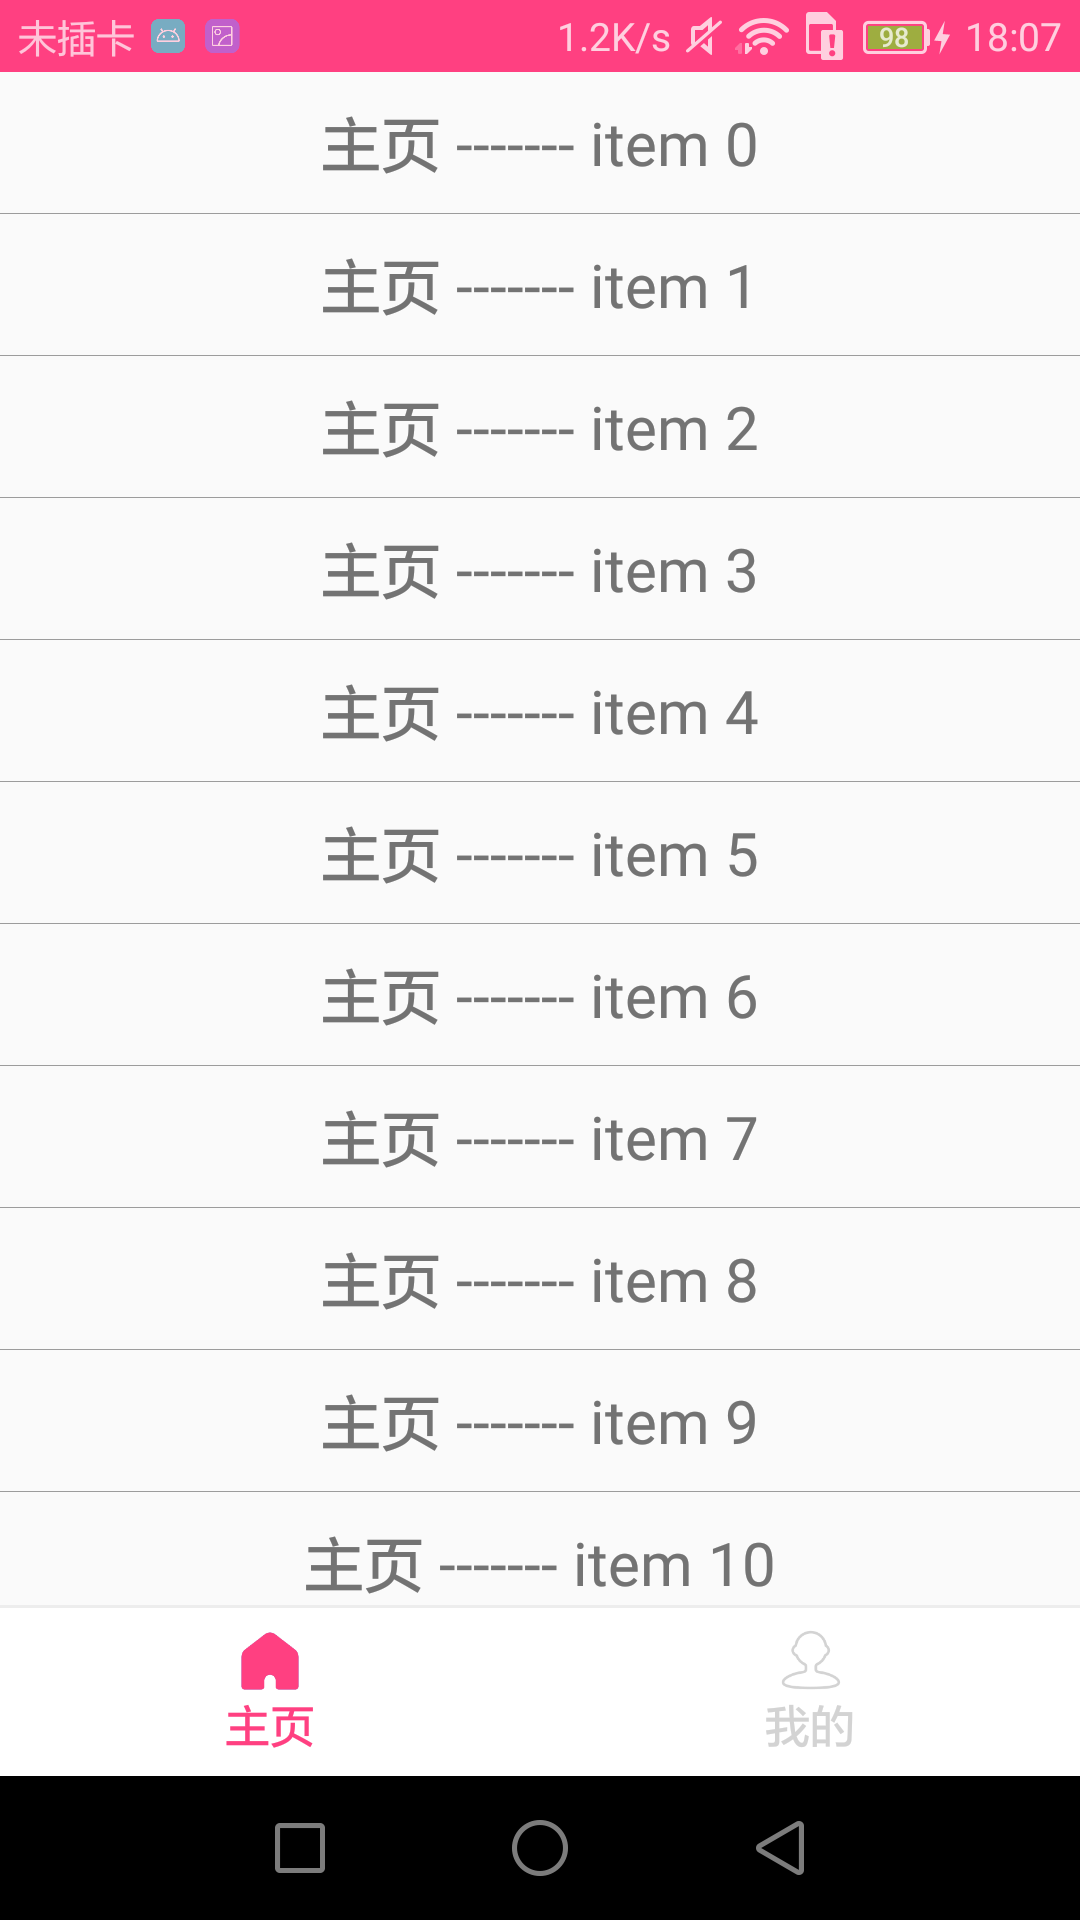 未插卡 1.2K/s 98 18:07
主页 ------- item 0
主页 ------- item 1
主页 ------- item 2
主页 ------- item 3
主页 ------- item 4
主页 ------- item 5
主页 ------- item 6
主页 ------- item 7
主页 ------- item 8
主页 ------- item 9
主页 ------- item 10
主页 我的